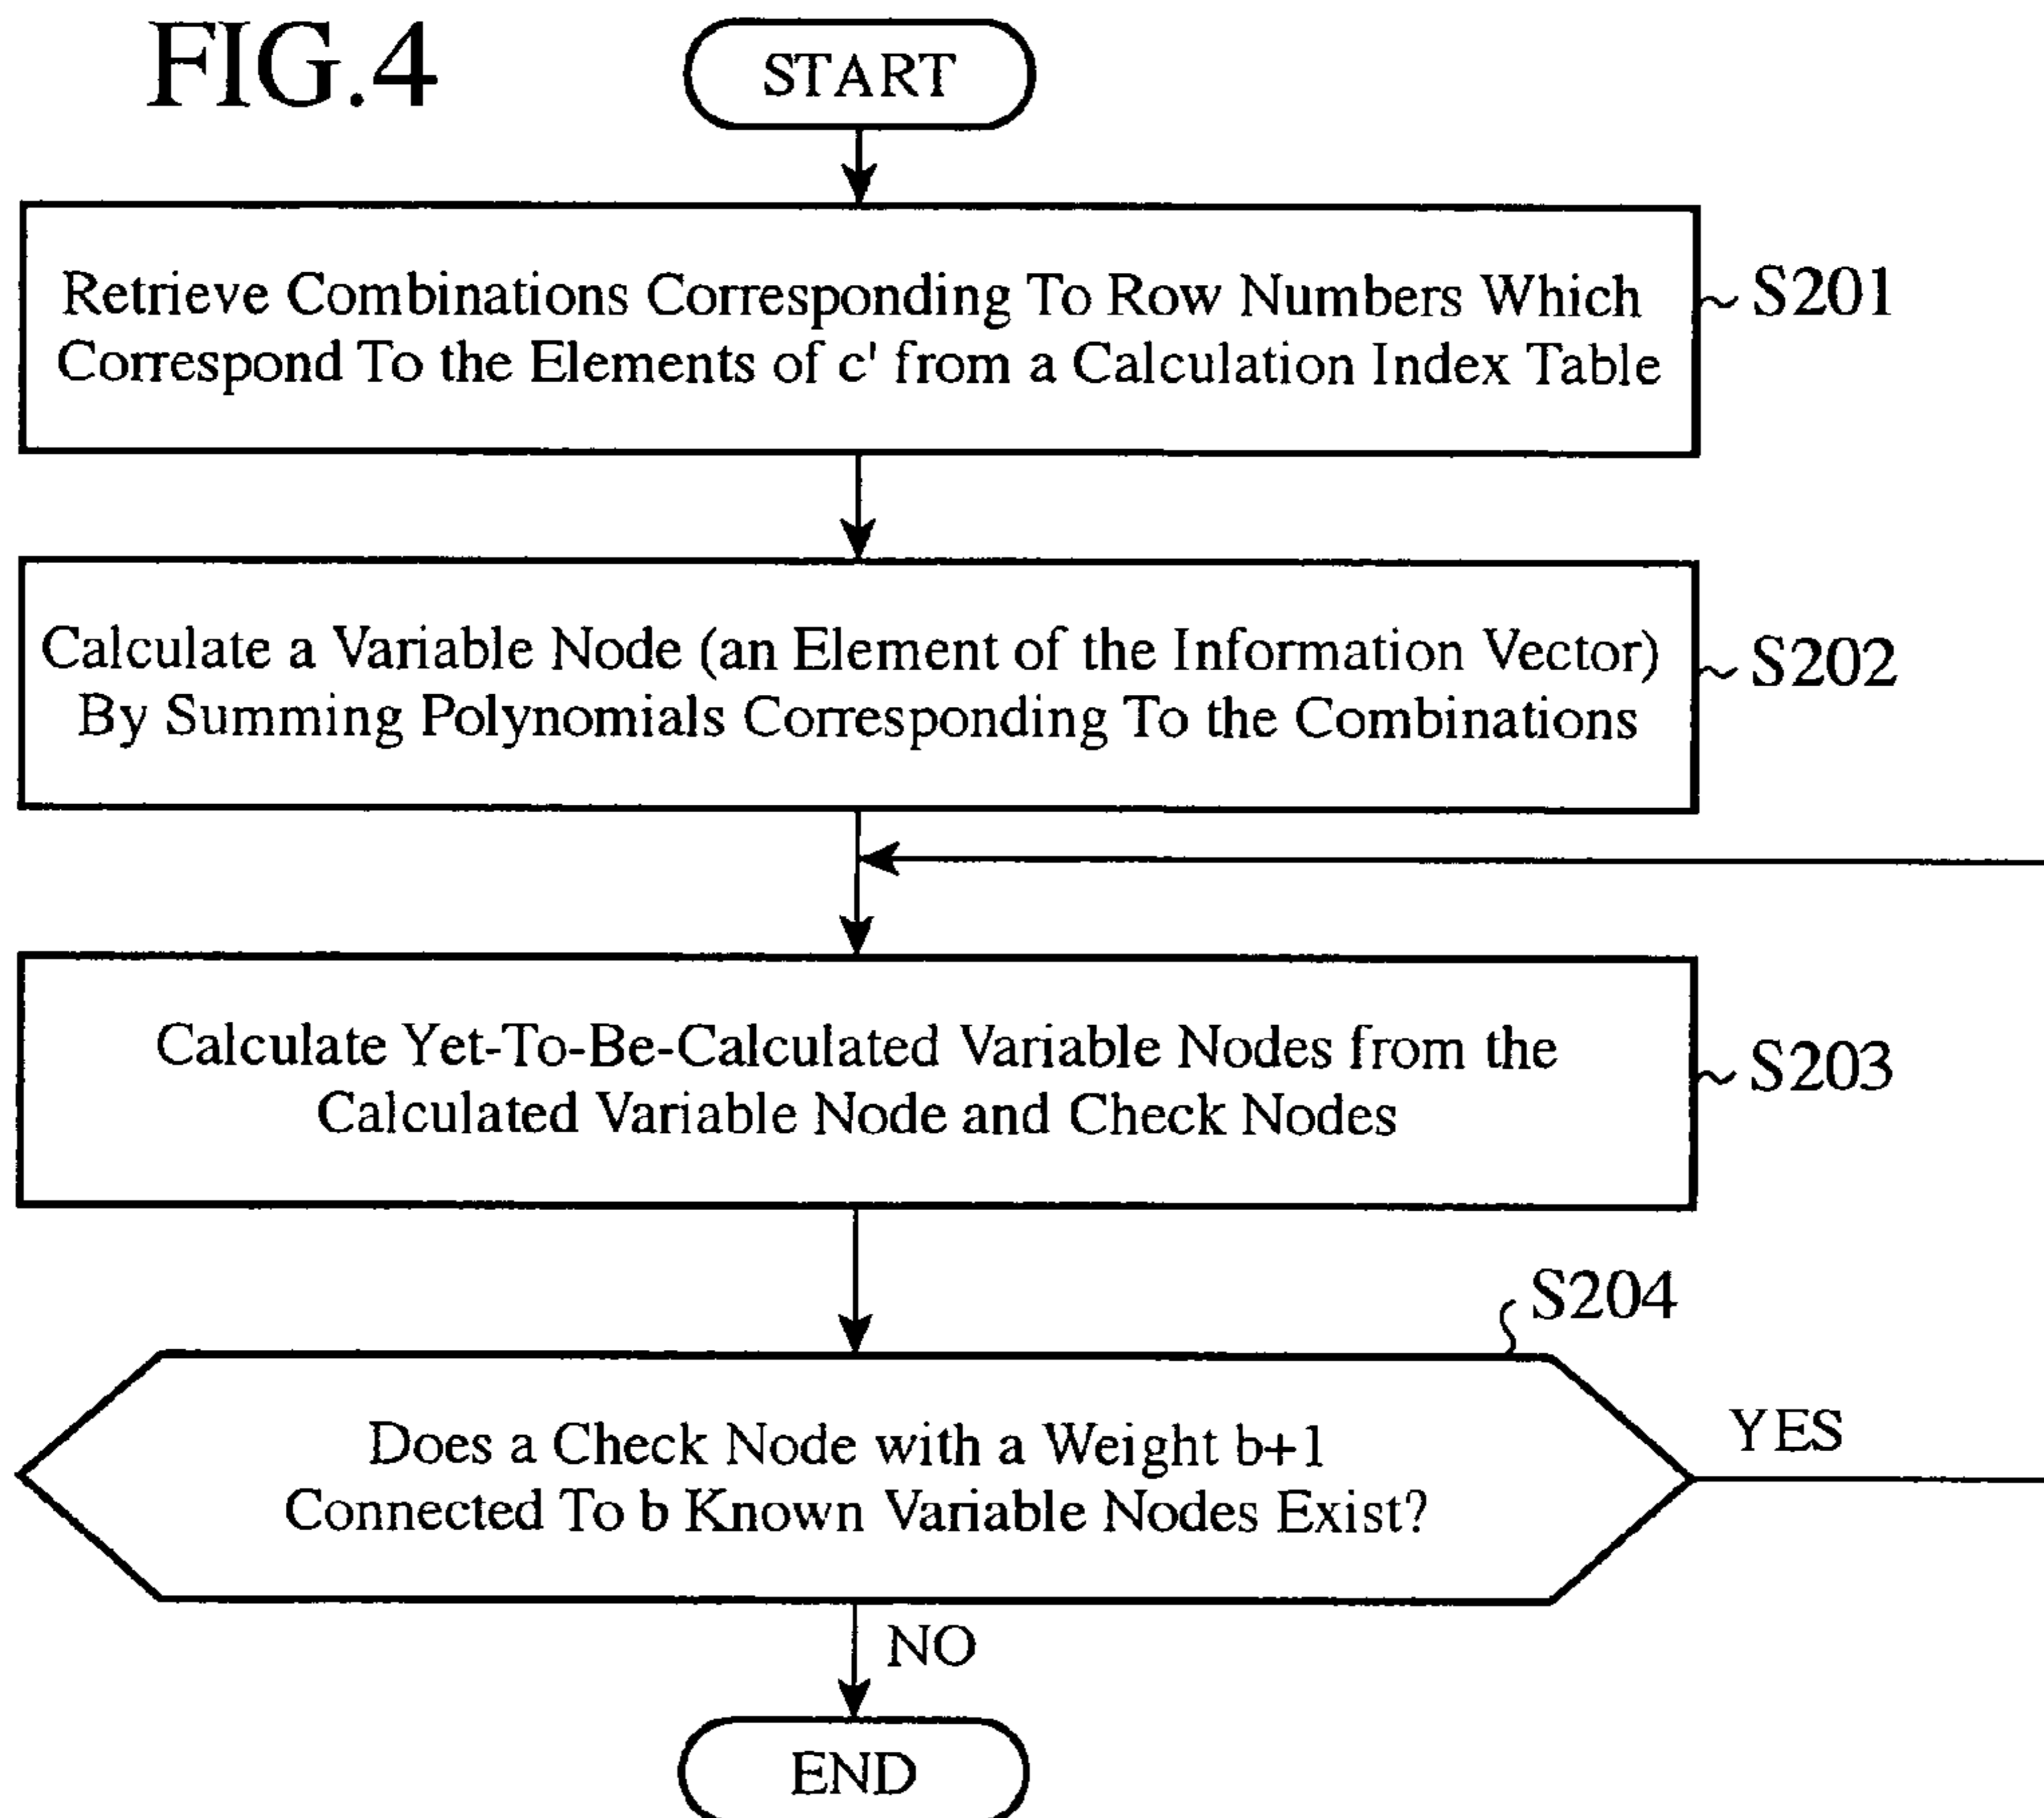 FIG.4
START
Retrieve Combinations Corresponding To Row Numbers Which
Correspond To the Elements of c' from a Calculation Index Table
S201
Calculate a Variable Node (an Element of the Information Vector)
By Summing Polynomials Corresponding To the Combinations
S202
Calculate Yet-To-Be-Calculated Variable Nodes from the
Calculated Variable Node and Check Nodes
S203
S204
Does a Check Node with a Weight b+1
Connected To b Known Variable Nodes Exist?
YES
NO
END